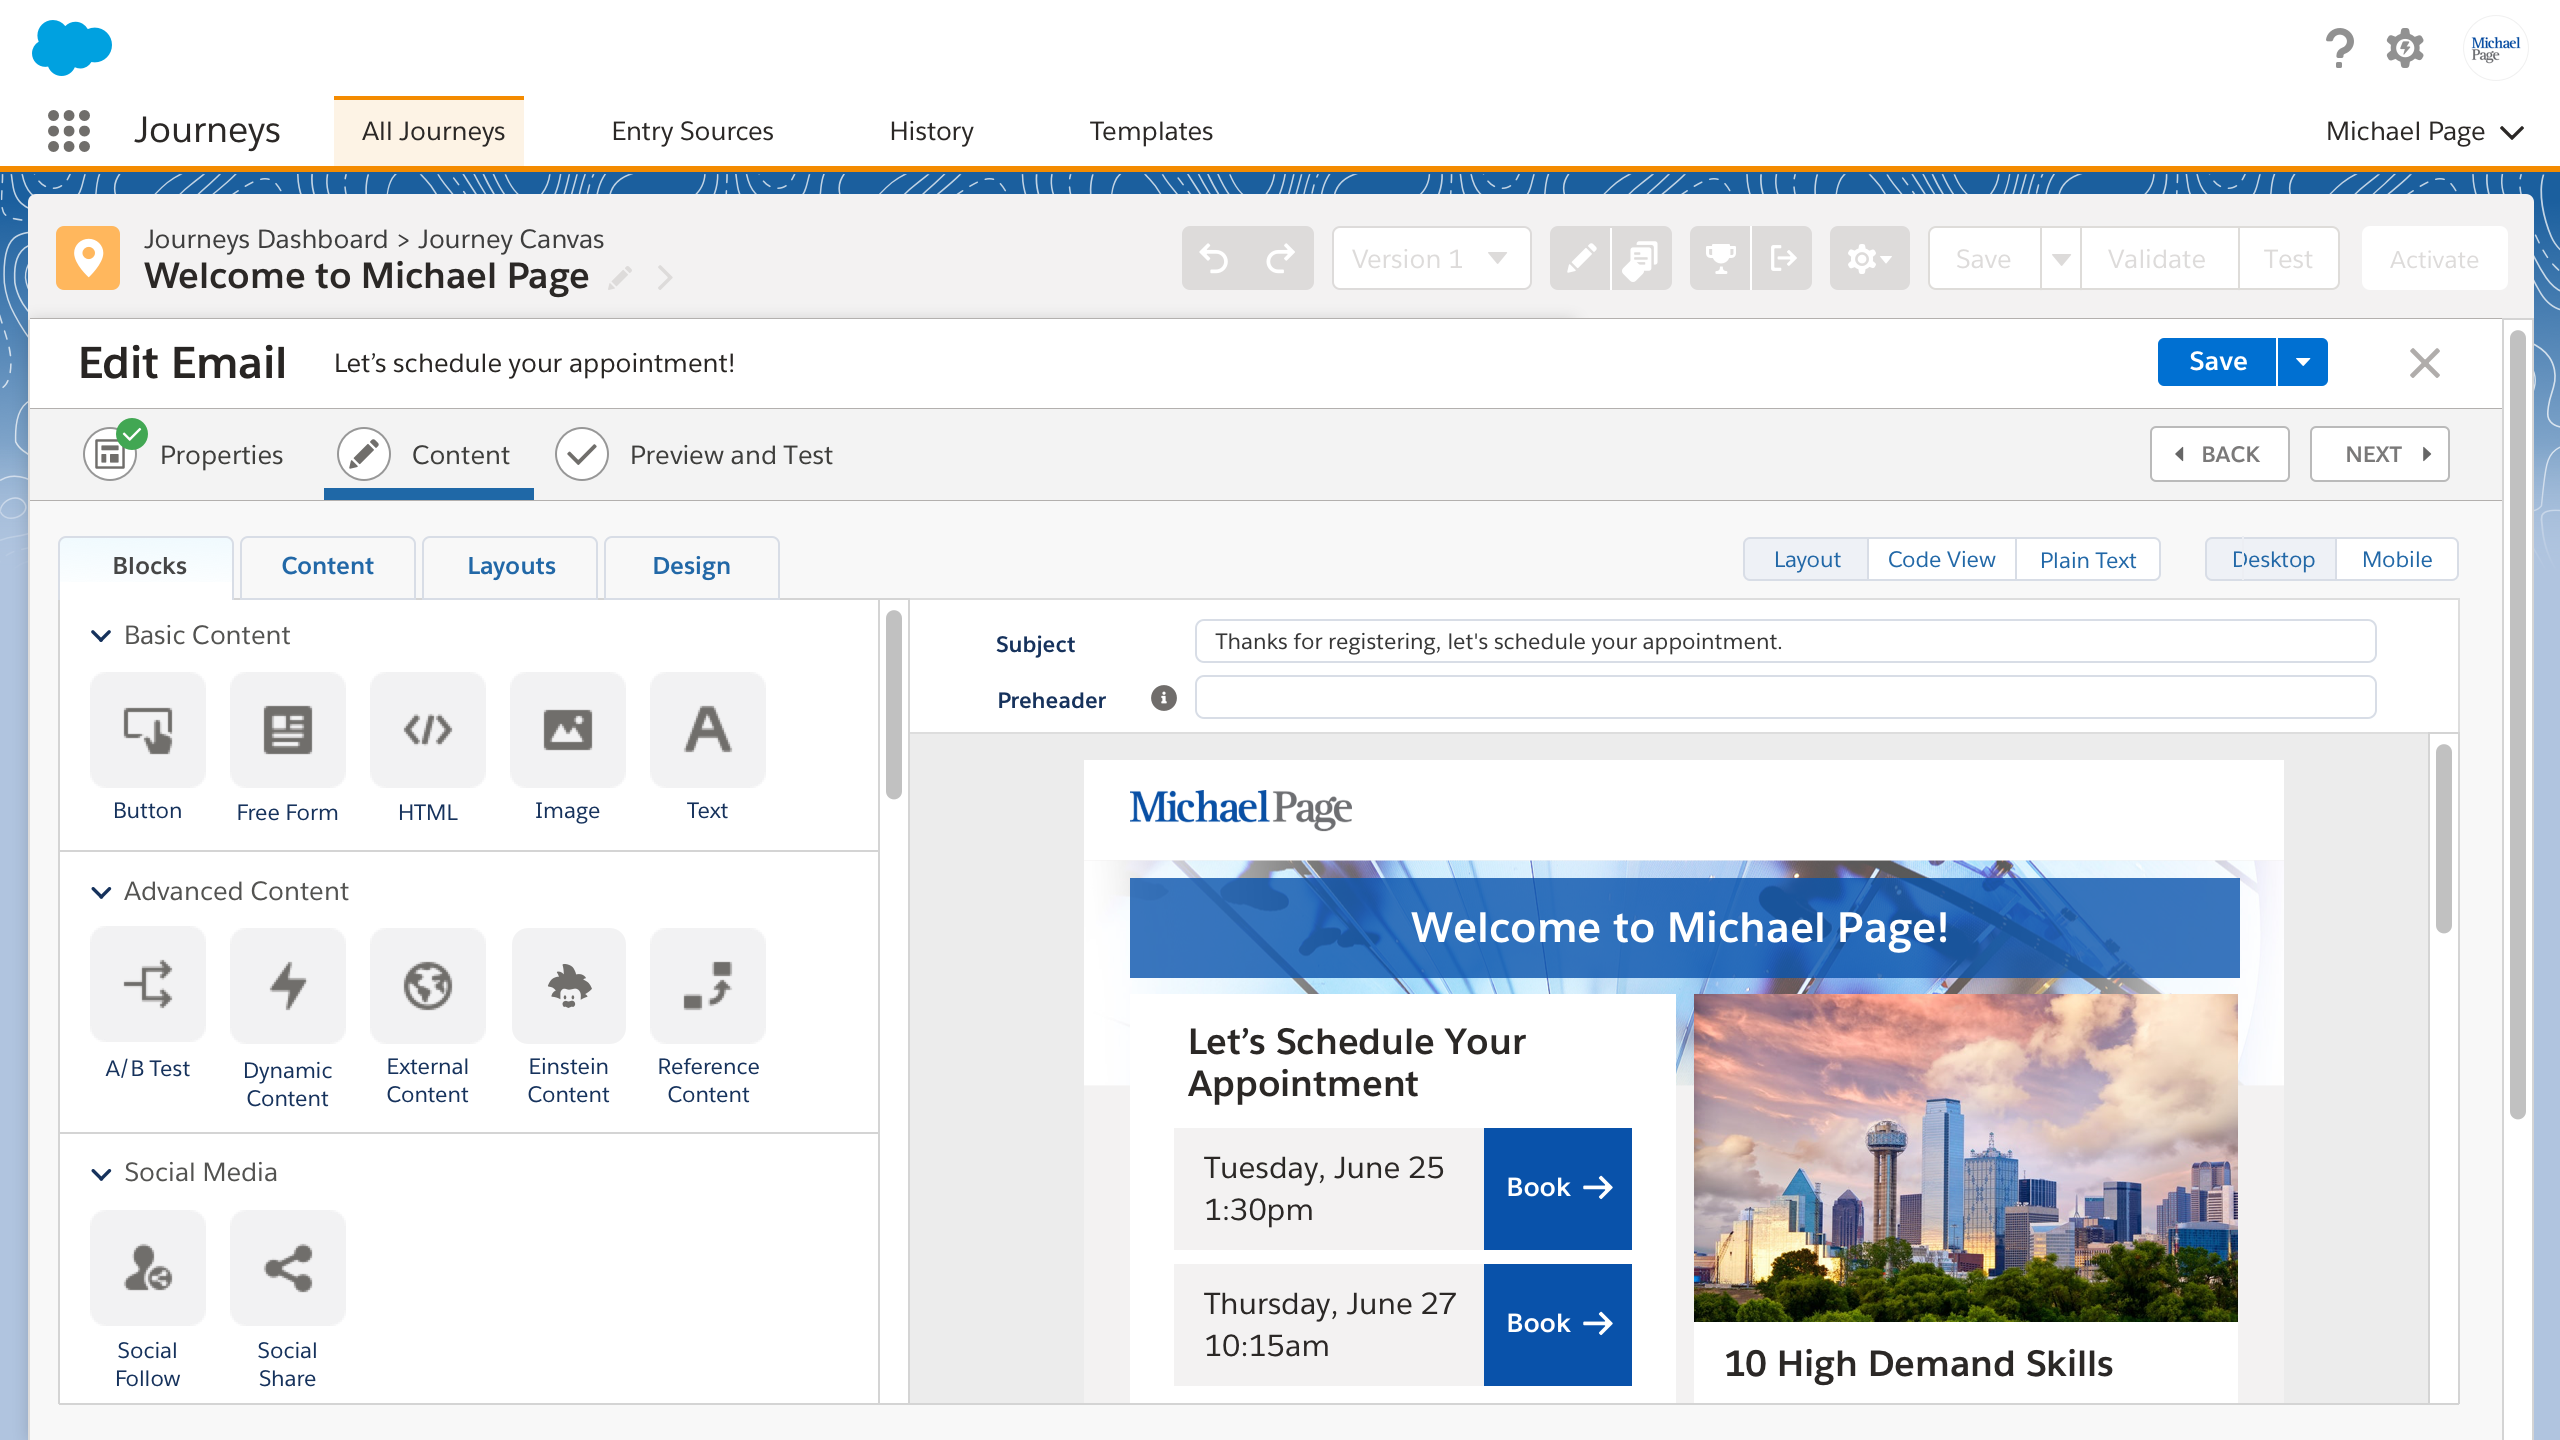 Michael
Page
Journeys
All Journeys
Entry Sources
History
Templates
Michael Page
Journeys Dashboard > Journey Canvas
Welcome to Michael Page
Version 1
Save
Validate
Test
Activate
Edit Email
Let’s schedule your appointment!
Save
Properties
Content
Preview and Test
BACK
NEXT
Blocks
Content
Layouts
Design
Layout
Code View
Plain Text
Desktop
Mobile
Basic Content
Button
Free Form
HTML
Image
Text
Advanced Content
A/B Test
Dynamic
Content
External
Content
Einstein
Content
Reference
Content
Social Media
Social
Follow
Social
Share
Subject
Thanks for registering, let's schedule your appointment.
Preheader
MichaelPage
Welcome to Michael Page!
Let’s Schedule Your
Appointment
Tuesday, June 25
1:30pm
Book
Thursday, June 27
10:15am
Book
10 High Demand Skills